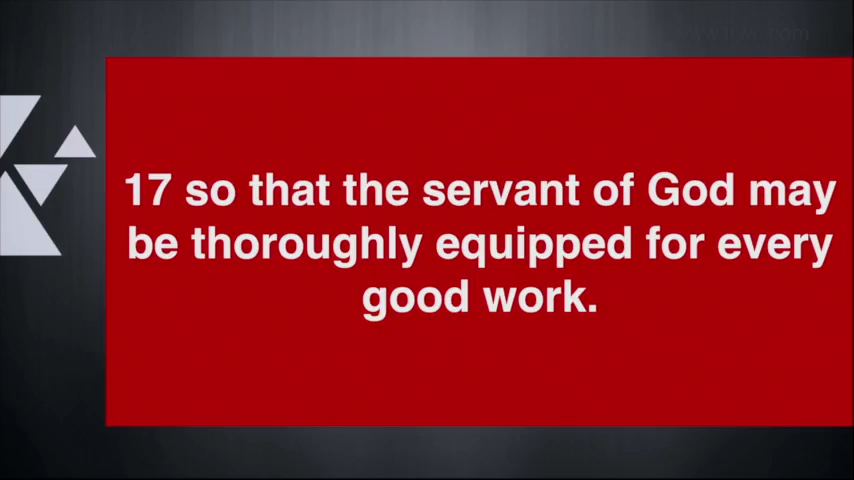 17 so that the servant of God may
be thoroughly equipped for every
good work.